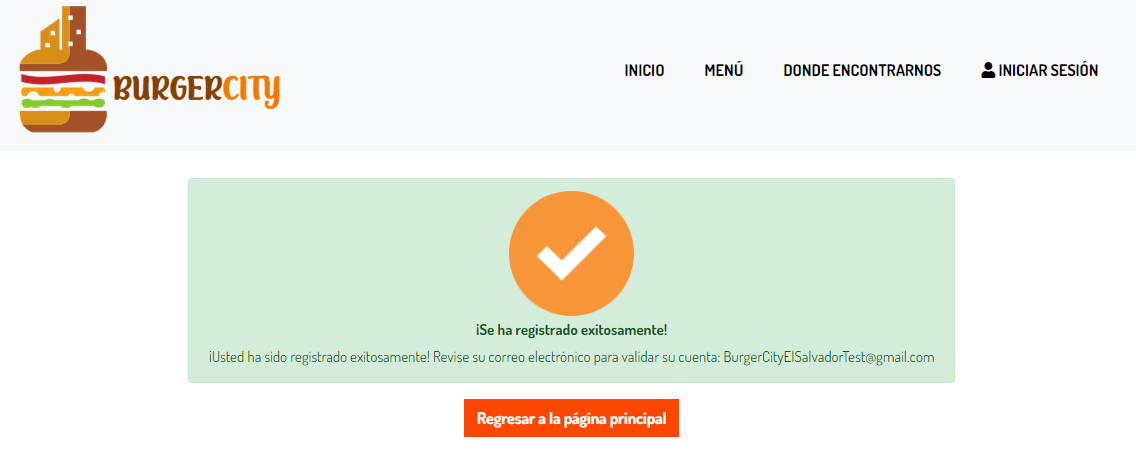 BURGERCITY
INICIO MENÚ DONDE ENCONTRARNOS INICIAR SESIÓN
¡Se ha registrado exitosamente!
¡Usted ha sido registrado exitosamente! Revise su correo electrónico para validar su cuenta: BurgerCityElSalvadorTest@gmail.com
Regresar a la página principal